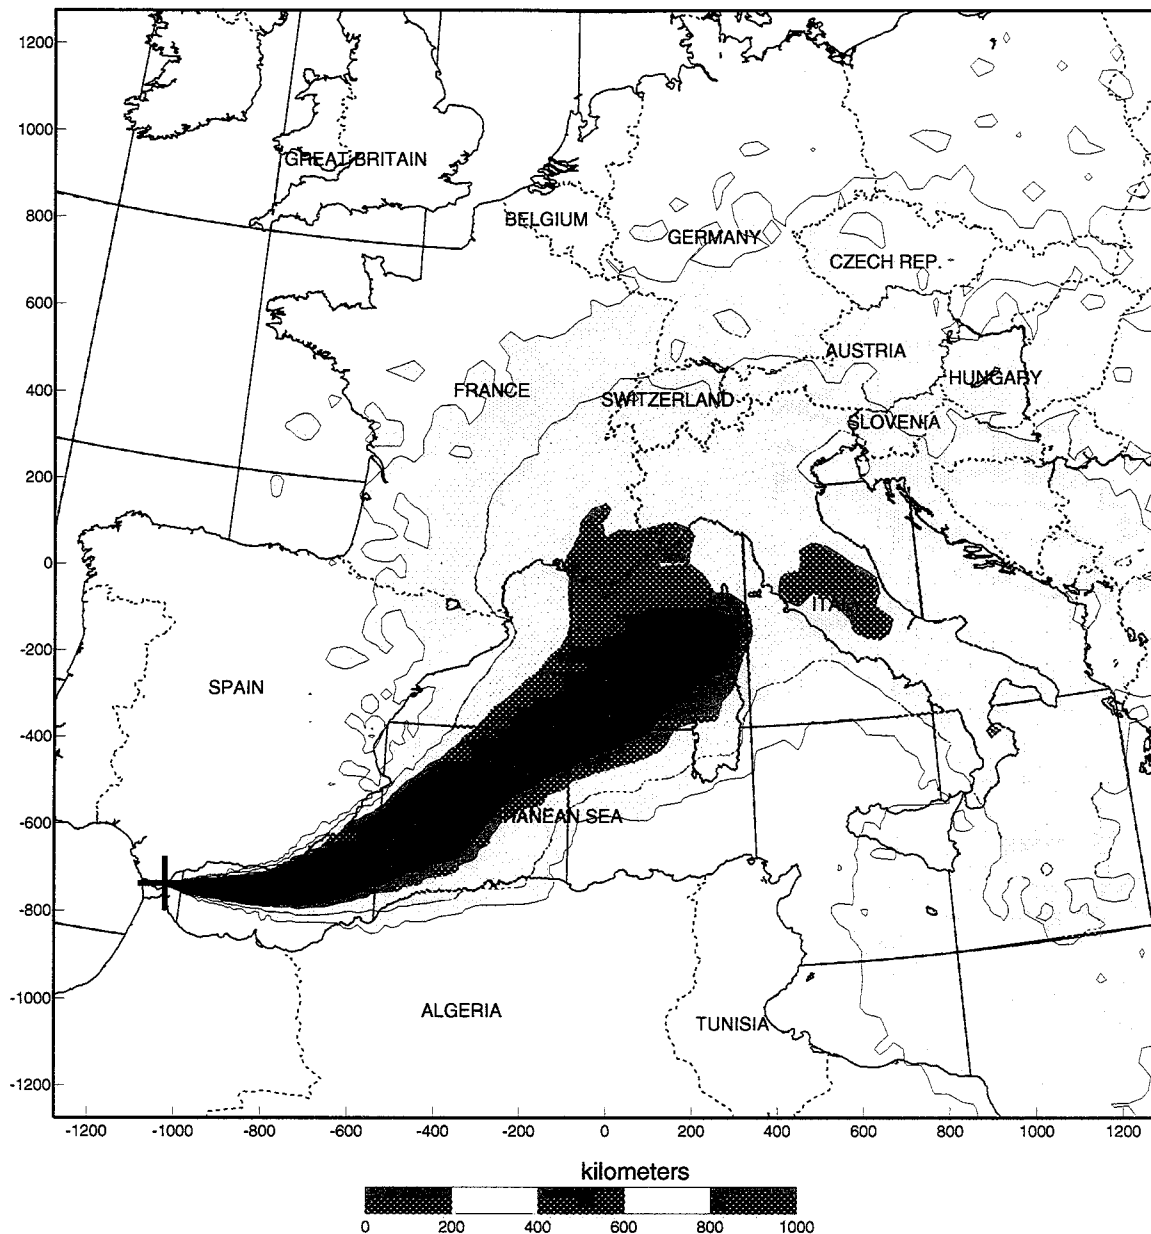 1200
1000
GREAT BRITAIN
800
BELGIUM
GERMANY
CZECH REP.
600
AUSTRIA
HUNGARY
400
FRANCE
SWITZERLAND
SLOVENIA
200
0
ITA
-200
SPAIN
-400
-600
ANEAN SEA
-800
-1000
ALGERIA
TUNISIA
-1200
-1200 -1000 -800 -600 -400 -200 0 200 400 600 800 1000 1200
kilometers
0 200 400 600 800 1000